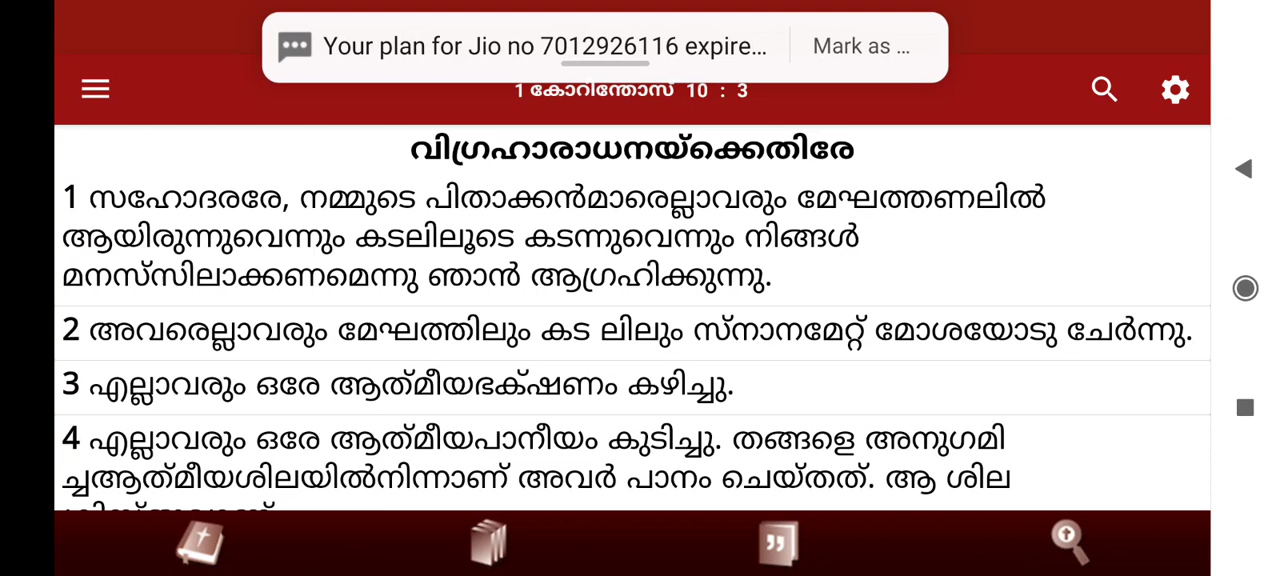 Your plan for Jio no 7012926116 expire...
Mark as ...
1 കോറിന്തോസ് 10 : 3
വിഗ്രഹാരാധനയ്ക്കെതിരേ
1 സഹോദരരേ, നമ്മുടെ പിതാക്കൻമാരെല്ലാവരും മേഘത്തണലിൽ
ആയിരുന്നുവെന്നും കടലിലൂടെ കടന്നുവെന്നും നിങ്ങൾ
മനസ്സിലാക്കണമെന്നു ഞാൻ ആഗ്രഹിക്കുന്നു.
2 അവരെല്ലാവരും മേഘത്തിലും കട ലിലും സ്നാനമേറ്റ് മോശയോടു ചേർന്നു.
3 എല്ലാവരും ഒരേ ആത്മീയഭക്ഷണം കഴിച്ചു.
4 എല്ലാവരും ഒരേ ആത്മീയപാനീയം കുടിച്ചു. തങ്ങളെ അനുഗമി
ച്ചആത്മീയശിലയിൽനിന്നാണ് അവർ പാനം ചെയ്തത്. ആ ശില